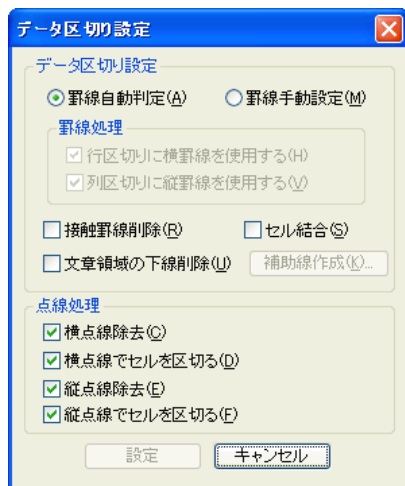 データ区切り設定
データ区切り設定
罫線自動判定(A) 罫線手動設定(M)
罫線処理
行区切りに横罫線を使用する(H)
列区切りに縦罫線を使用する(V)
接触罫線削除(R) セル結合(S)
文章領域の下線削除(U) 補助線作成(K)...
点線処理
横点線除去(C)
横点線でセルを区切る(D)
縦点線除去(E)
縦点線でセルを区切る(F)
設定 キャンセル